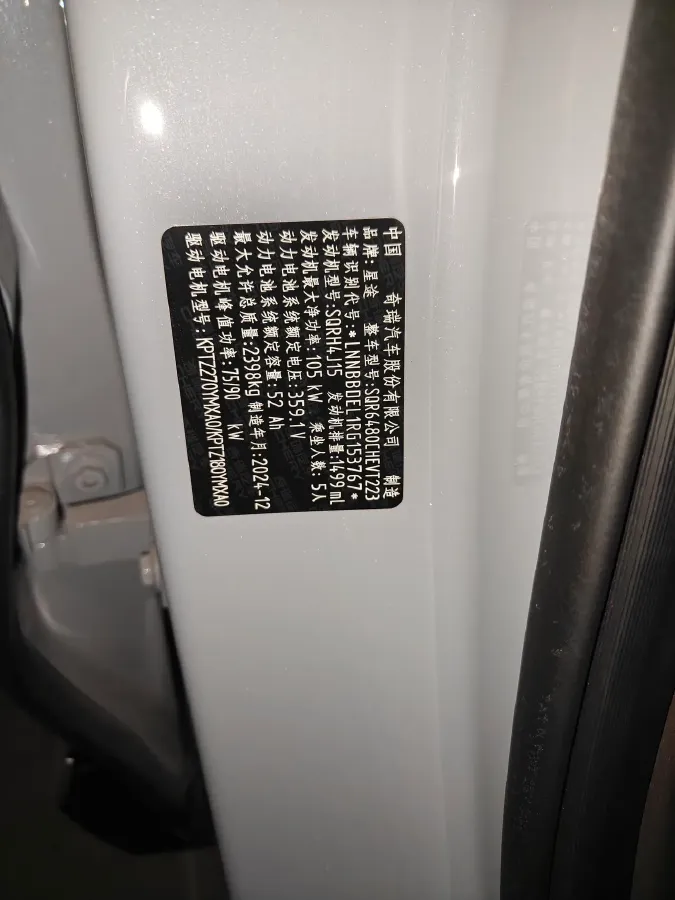 中国 奇瑞汽车股份有限公司 制造
品牌:星途 整车型号:SQR6480CHEVT223
车辆识别代号:*LNNBBDEL1RG153767*
发动机型号:SQRH4J15 发动机排量:1499 mL
发动机最大净功率:105 kW 乘坐人数:5人
动力电池系统额定电压:359.1V
动力电池系统额定容量:52 Ah
最大允许总质量:2398kg 制造年月:2024-12
驱动电机峰值功率:75/90 kW
驱动电机型号:KPTZ270YMXA0/KPTZ180YMXA0